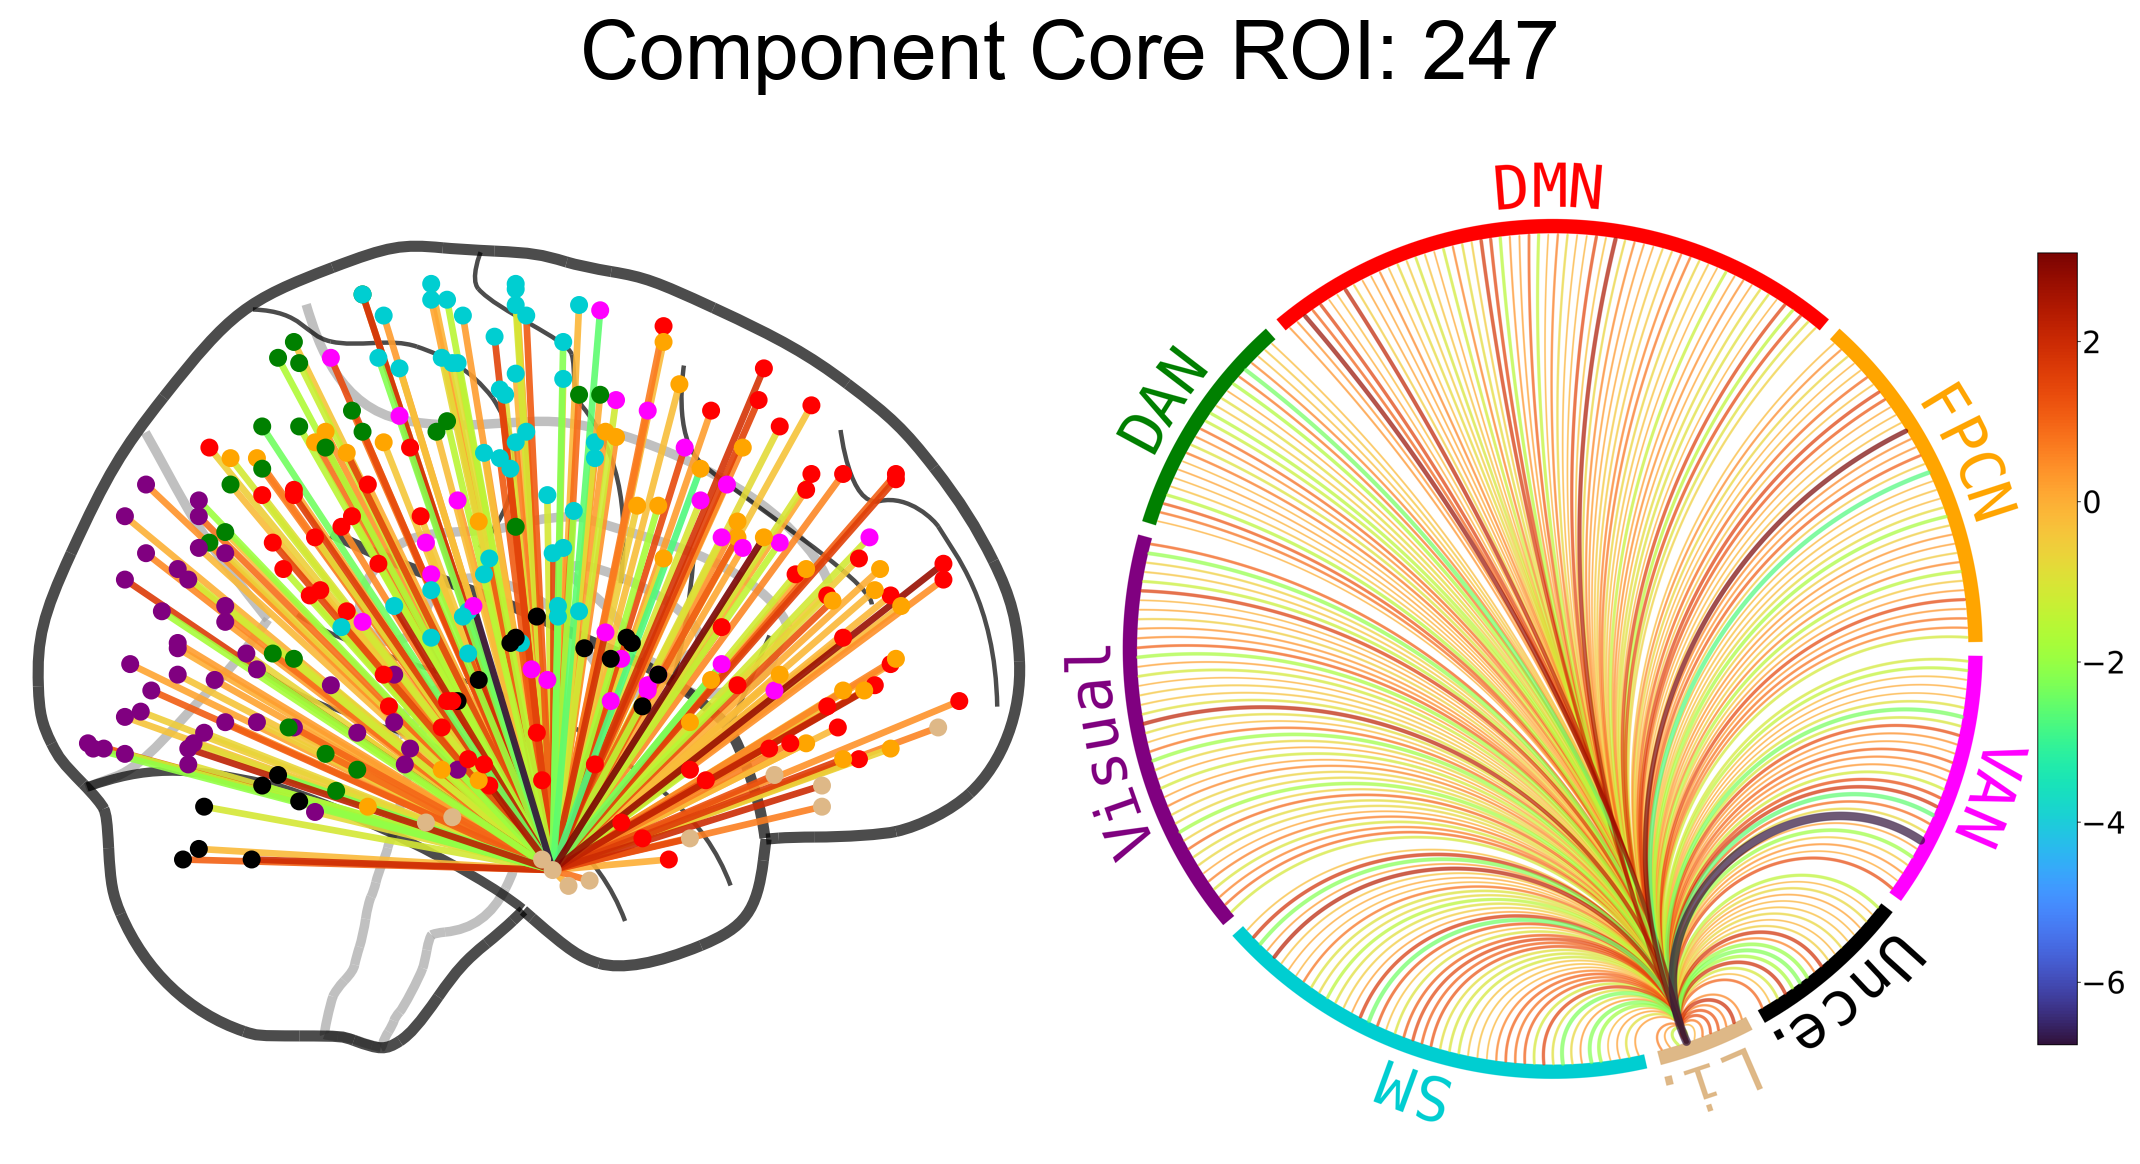 Component Core ROI: 247
DMN
DAN
FPCN
Visual
VAN
SM
Li.
Unce.
2
0
−2
−4
−6